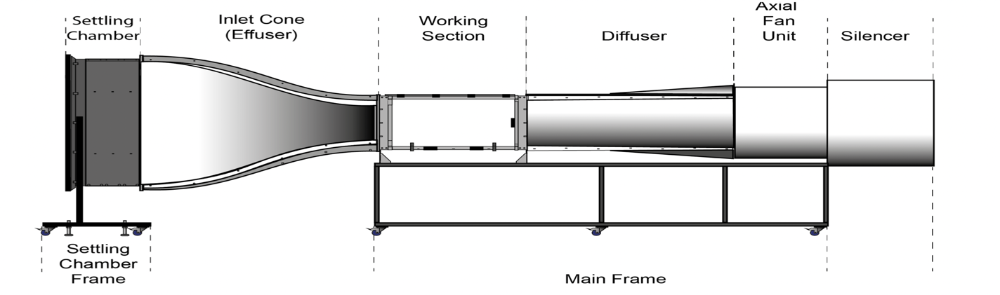 Settling
Chamber
Inlet Cone
(Effuser)
Working
Section
Diffuser
Axial
Fan
Unit
Silencer
Settling
Chamber
Frame
Main Frame